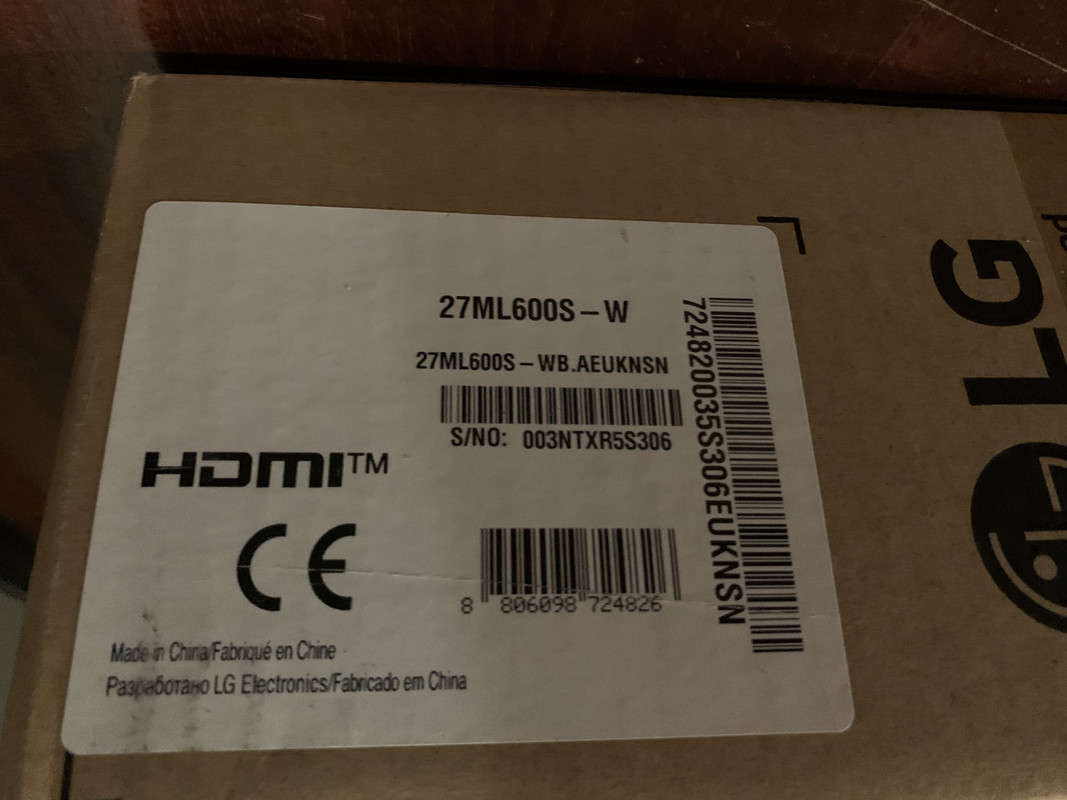 27ML600S-W
27ML600S-WB.AEUKNSN
S/NO: 003NTXR5S306
724820035S306EUKNSN
HDMI™
CE
8 806098 724826
Made in China/Fabriqué en Chine
Разработано LG Electronics/Fabricado em China
LG